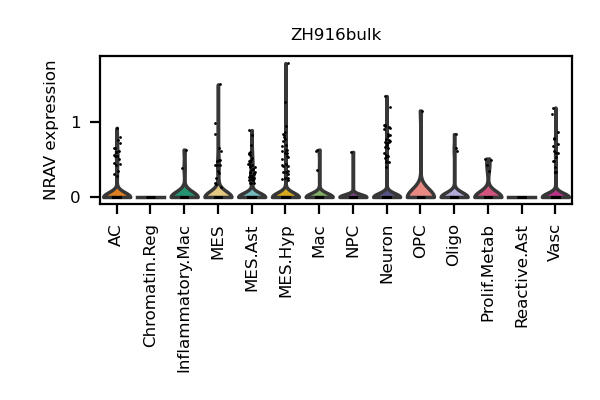 ZH916bulk
NRAV expression
1
0
AC
Chromatin.Reg
Inflammatory.Mac
MES
MES.Ast
MES.Hyp
Mac
NPC
Neuron
OPC
Oligo
Prolif.Metab
Reactive.Ast
Vasc